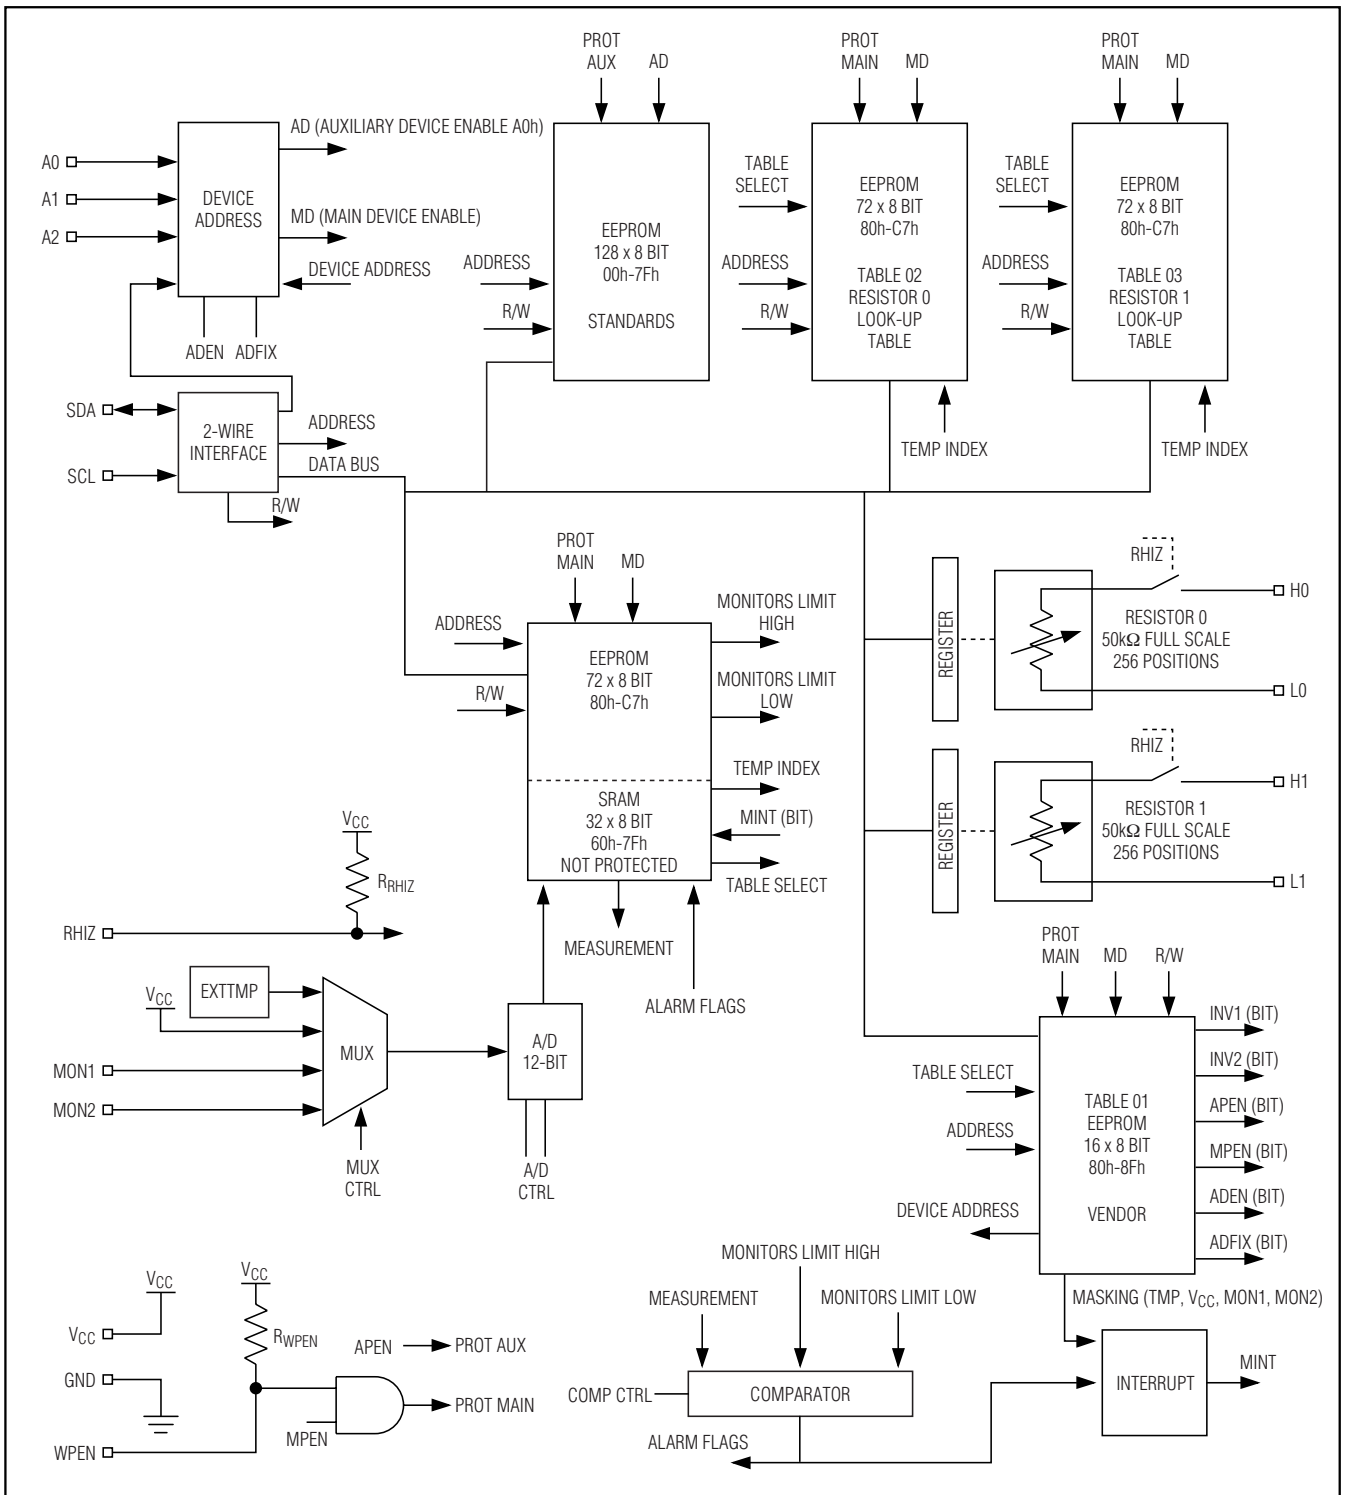 PROT
AUX
AD
PROT
MAIN
MD
PROT
MAIN
MD
A0
A1
A2
DEVICE
ADDRESS
AD (AUXILIARY DEVICE ENABLE A0h)
MD (MAIN DEVICE ENABLE)
DEVICE ADDRESS
ADEN
ADFIX
ADDRESS
R/W
EEPROM
128 x 8 BIT
00h-7Fh
STANDARDS
TABLE
SELECT
ADDRESS
R/W
EEPROM
72 x 8 BIT
80h-C7h
TABLE 02
RESISTOR 0
LOOK-UP
TABLE
TEMP INDEX
TABLE
SELECT
ADDRESS
R/W
EEPROM
72 x 8 BIT
80h-C7h
TABLE 03
RESISTOR 1
LOOK-UP
TABLE
TEMP INDEX
SDA
SCL
2-WIRE
INTERFACE
ADDRESS
DATA BUS
R/W
PROT
MAIN
MD
ADDRESS
R/W
EEPROM
72 x 8 BIT
80h-C7h
SRAM
32 x 8 BIT
60h-7Fh
NOT PROTECTED
MONITORS LIMIT
HIGH
MONITORS LIMIT
LOW
TEMP INDEX
MINT (BIT)
TABLE SELECT
MEASUREMENT
ALARM FLAGS
REGISTER
RHIZ
H0
RESISTOR 0
50kΩ FULL SCALE
256 POSITIONS
L0
REGISTER
RHIZ
H1
RESISTOR 1
50kΩ FULL SCALE
256 POSITIONS
L1
VCC
RRHIZ
RHIZ
EXTTMP
VCC
MON1
MON2
MUX
MUX
CTRL
A/D
12-BIT
A/D
CTRL
PROT
MAIN
MD
R/W
TABLE SELECT
ADDRESS
DEVICE ADDRESS
TABLE 01
EEPROM
16 x 8 BIT
80h-8Fh
VENDOR
INV1 (BIT)
INV2 (BIT)
APEN (BIT)
MPEN (BIT)
ADEN (BIT)
ADFIX (BIT)
MASKING (TMP, VCC, MON1, MON2)
VCC
VCC
GND
WPEN
VCC
RWPEN
APEN
PROT AUX
MPEN
PROT MAIN
MONITORS LIMIT HIGH
MEASUREMENT
MONITORS LIMIT LOW
COMP CTRL
COMPARATOR
ALARM FLAGS
INTERRUPT
MINT